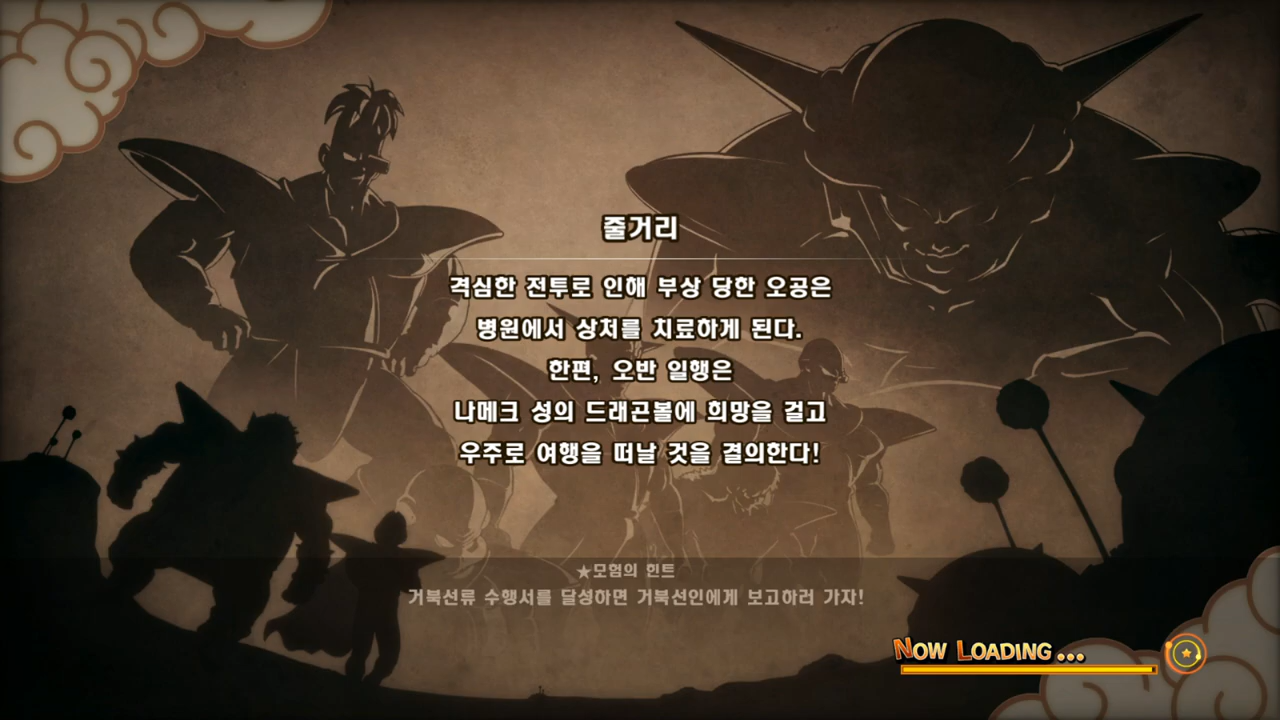 줄거리
격심한 전투로 인해 부상 당한 오공은
병원에서 상처를 치료하게 된다.
한편, 오반 일행은
나메크 성의 드래곤볼에 희망을 걸고
우주로 여행을 떠날 것을 결의한다!
★모험의 힌트
거북선류 수행서를 달성하면 거북선인에게 보고하러 가자!
NOW LOADING...